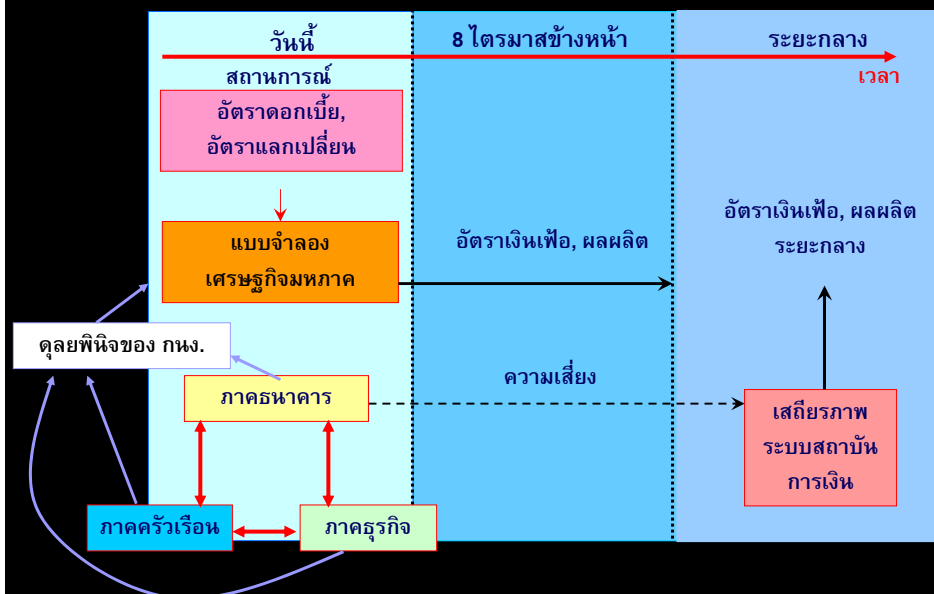 วันนี้
8 ไตรมาสข้างหน้า
ระยะกลาง
เวลา
สถานการณ์
อัตราดอกเบี้ย,
อัตราแลกเปลี่ยน
แบบจำลอง
เศรษฐกิจมหภาค
อัตราเงินเฟ้อ, ผลผลิต
อัตราเงินเฟ้อ, ผลผลิต
ระยะกลาง
ดุลยพินิจของ กนง.
ภาคธนาคาร
ความเสี่ยง
เสถียรภาพ
ระบบสถาบัน
การเงิน
ภาคครัวเรือน
ภาคธุรกิจ